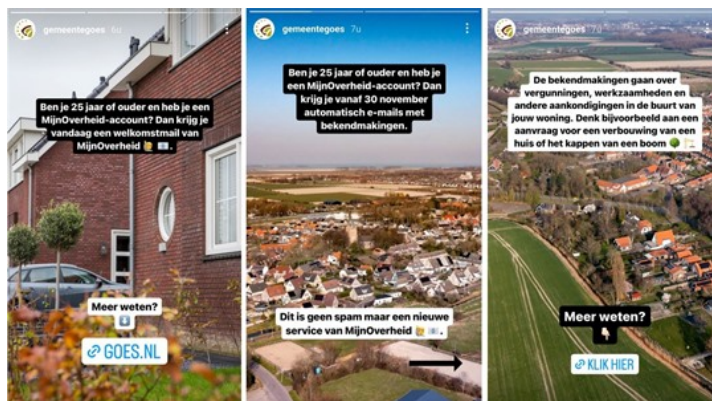 gemeentegoes 6u
Ben je 25 jaar of ouder en heb je een
MijnOverheid-account? Dan krijg je
vandaag een welkomstmail van
MijnOverheid 🙋 📧.
Meer weten?
⬇️
GOES.NL
gemeentegoes 7u
Ben je 25 jaar of ouder en heb je
een MijnOverheid-account? Dan
krijg je vanaf 30 november
automatisch e-mails met
bekendmakingen.
Dit is geen spam maar een nieuwe
service van MijnOverheid 🙋 📧.
gemeentegoes 7u
De bekendmakingen gaan over
vergunningen, werkzaamheden en
andere aankondigingen in de buurt van
jouw woning. Denk bijvoorbeeld aan een
aanvraag voor een verbouwing van een
huis of het kappen van een boom 🌳 🏗️
Meer weten?
👇🏻
KLIK HIER